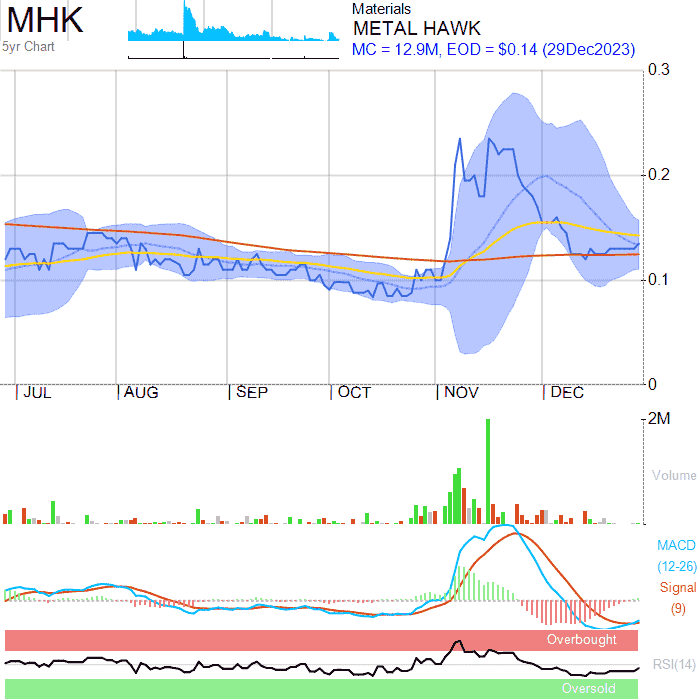 MHK
5yr Chart
Materials
METAL HAWK
MC = 12.9M, EOD = $0.14 (29Dec2023)
0.3
0.2
0.1
0
JUL
AUG
SEP
OCT
NOV
DEC
2M
Volume
MACD
(12-26)
Signal
(9)
Overbought
RSI(14)
Oversold